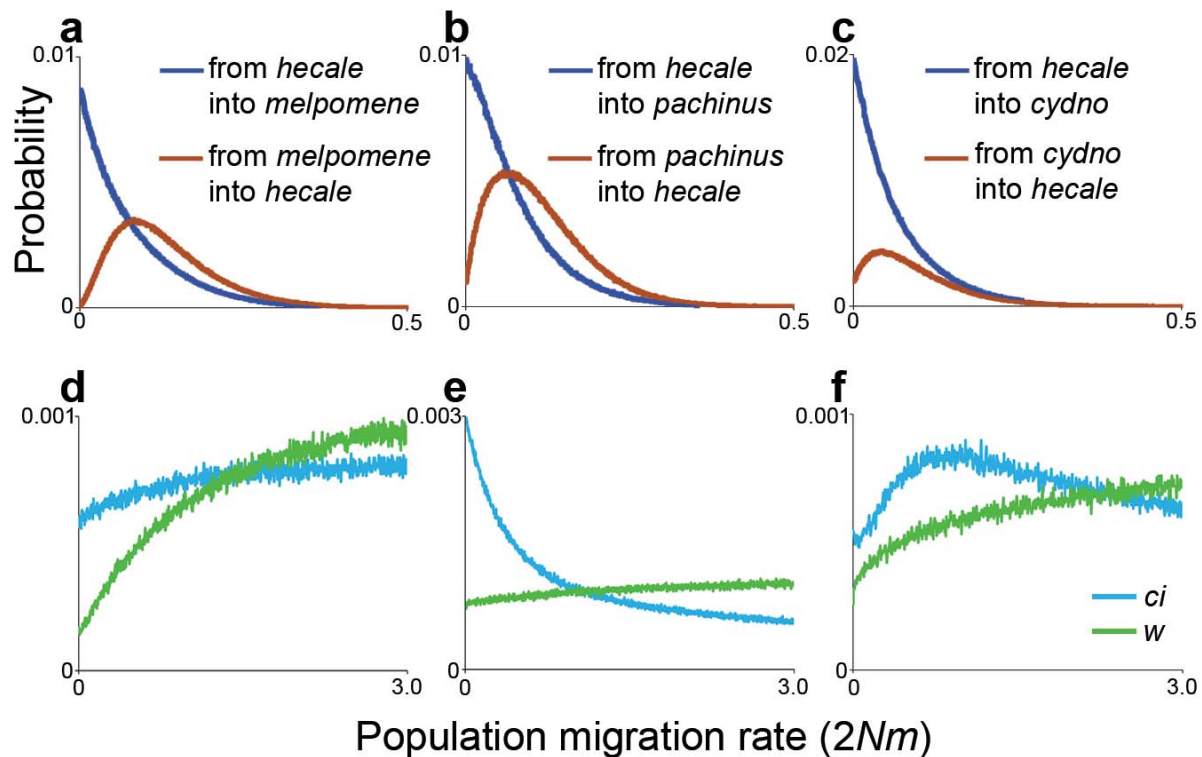 a
b
c
0.01
from hecale
into melpomene
from melpomene
into hecale
0
0
0.5
0.01
from hecale
into pachinus
from pachinus
into hecale
0
0
0.5
0.02
from hecale
into cydno
from cydno
into hecale
0
0
0.5
Probability
d
e
f
0.001
0
0
3.0
0.003
0
0
3.0
0.001
ci
w
0
0
3.0
Population migration rate (2Nm)